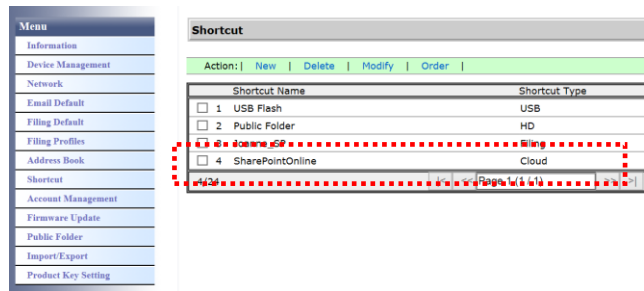 Menu
Information
Device Management
Network
Email Default
Filing Default
Filing Profiles
Address Book
Shortcut
Account Management
Firmware Update
Public Folder
Import/Export
Product Key Setting
Shortcut
Action: | New | Delete | Modify | Order |
Shortcut Name Shortcut Type
1 USB Flash USB
2 Public Folder HD
3 Joanne_SP Filing
4 SharePointOnline Cloud
4/24 |< << Page 1 (1 / 1) >> >|